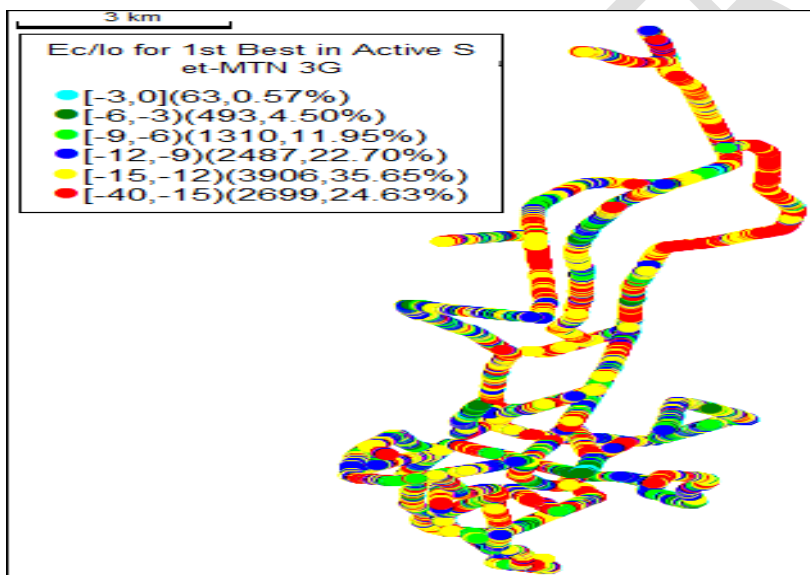 3 km
Ec/Io for 1st Best in Active S
et-MTN 3G
[-3,0](63,0.57%)
[-6,-3)(493,4.50%)
[-9,-6)(1310,11.95%)
[-12,-9)(2487,22.70%)
[-15,-12)(3906,35.65%)
[-40,-15)(2699,24.63%)